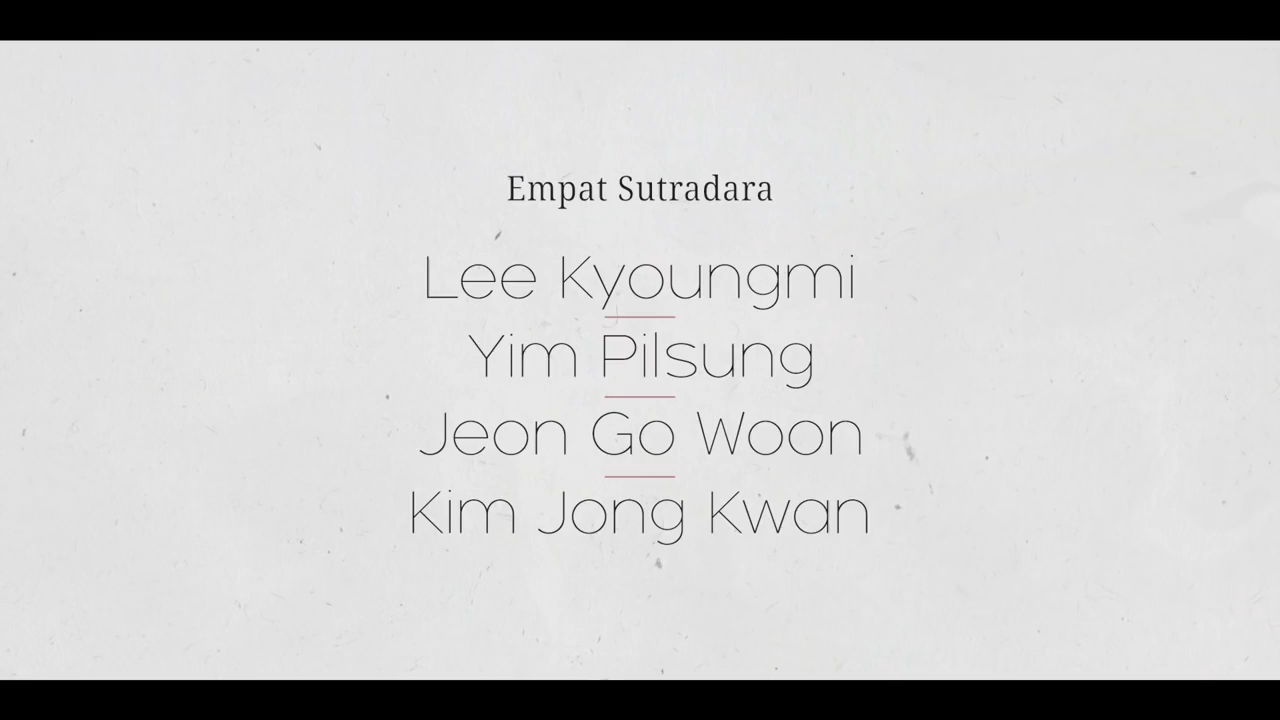 Empat Sutradara
Lee Kyoungmi
Yim Pilsung
Jeon Go Woon
Kim Jong Kwan